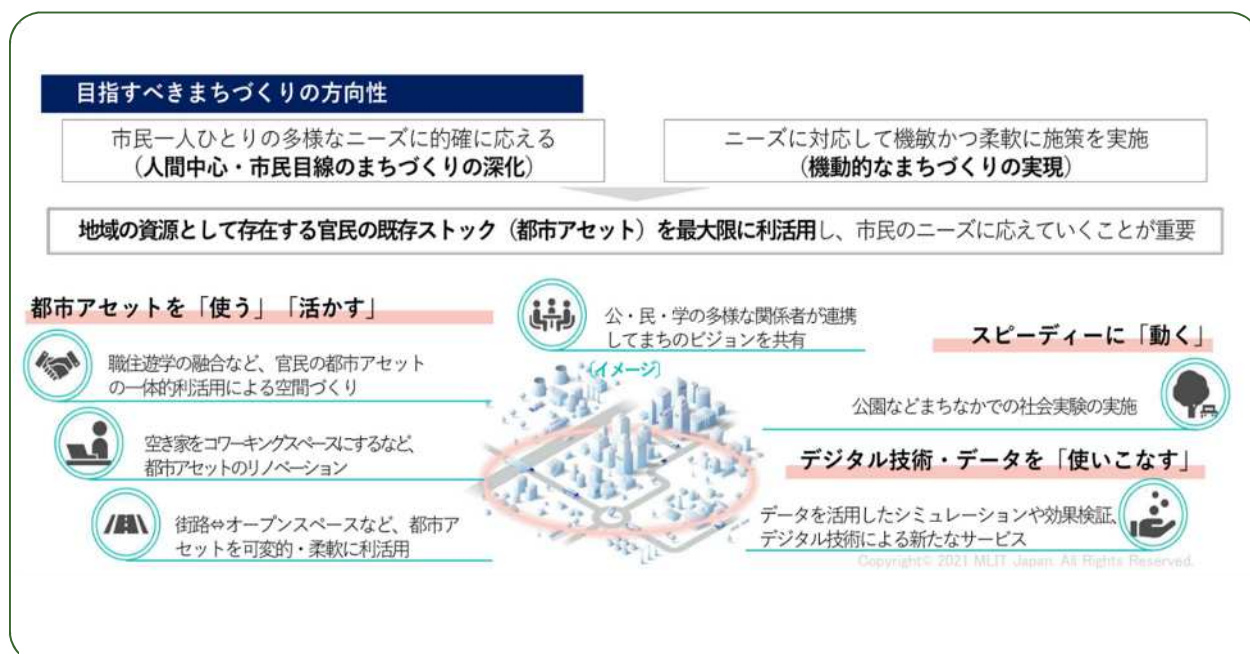 目指すべきまちづくりの方向性
市民一人ひとりの多様なニーズに的確に応える
（人間中心・市民目線のまちづくりの深化）
ニーズに対応して機敏かつ柔軟に施策を実施
（機動的なまちづくりの実現）
地域の資源として存在する官民の既存ストック（都市アセット）を最大限に利活用し、市民のニーズに応えていくことが重要
都市アセットを「使う」「活かす」
職住遊学の融合など、官民の都市アセット
の一体的利活用による空間づくり
空き家をコワーキングスペースにするなど、
都市アセットのリノベーション
街路⇔オープンスペースなど、都市ア
セットを可変的・柔軟に利活用
公・民・学の多様な関係者が連携
してまちのビジョンを共有
（イメージ）
スピーディーに「動く」
公園などまちなかでの社会実験の実施
デジタル技術・データを「使いこなす」
データを活用したシミュレーションや効果検証、
デジタル技術による新たなサービス
Copyright© 2021 MLIT Japan. All Rights Reserved.